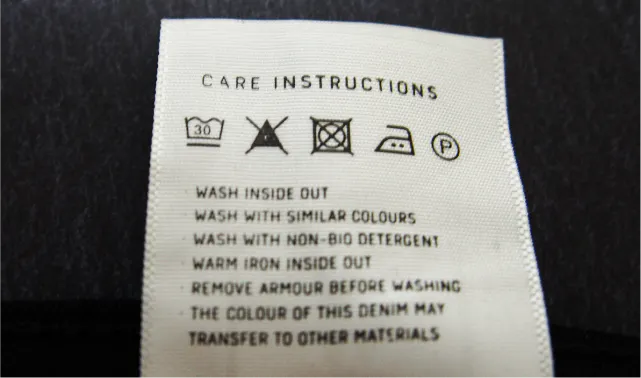 CARE INSTRUCTIONS
30 P
· WASH INSIDE OUT
· WASH WITH SIMILAR COLOURS
· WASH WITH NON-BIO DETERGENT
· WARM IRON INSIDE OUT
· REMOVE ARMOUR BEFORE WASHING
· THE COLOUR OF THIS DENIM MAY
TRANSFER TO OTHER MATERIALS